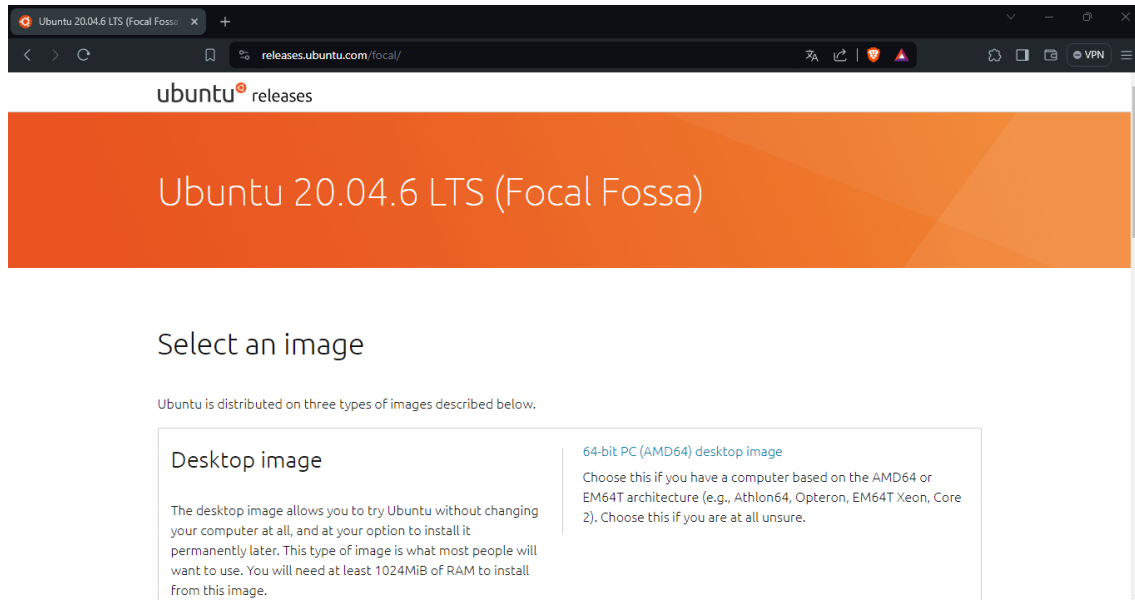 Ubuntu 20.04.6 LTS (Focal Fossa
releases.ubuntu.com/focal/
VPN
ubuntu releases
Ubuntu 20.04.6 LTS (Focal Fossa)
Select an image
Ubuntu is distributed on three types of images described below.
Desktop image
The desktop image allows you to try Ubuntu without changing
your computer at all, and at your option to install it
permanently later. This type of image is what most people will
want to use. You will need at least 1024MiB of RAM to install
from this image.
64-bit PC (AMD64) desktop image
Choose this if you have a computer based on the AMD64 or
EM64T architecture (e.g., Athlon64, Opteron, EM64T Xeon, Core
2). Choose this if you are at all unsure.